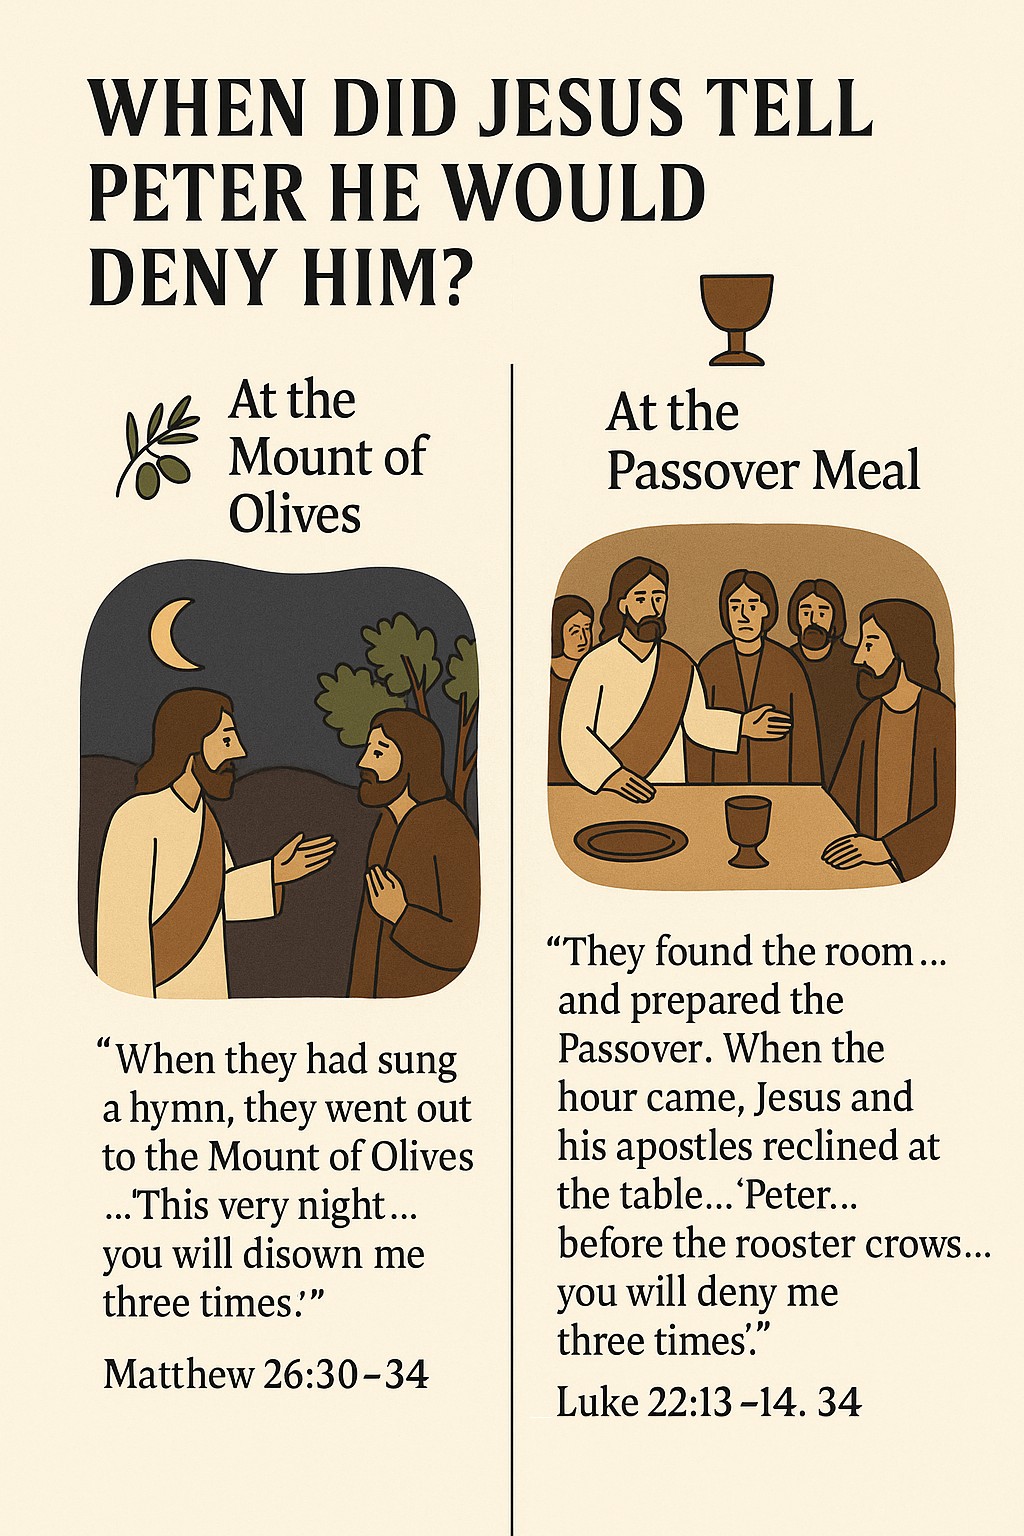 WHEN DID JESUS TELL
PETER HE WOULD
DENY HIM?
At the
Mount of
Olives
“When they had sung
a hymn, they went out
to the Mount of Olives
...'This very night...
you will disown me
three times.’”
Matthew 26:30–34
At the
Passover Meal
“They found the room...
and prepared the
Passover. When the
hour came, Jesus and
his apostles reclined at
the table...‘Peter...
before the rooster crows...
you will deny me
three times’.”
Luke 22:13–14. 34